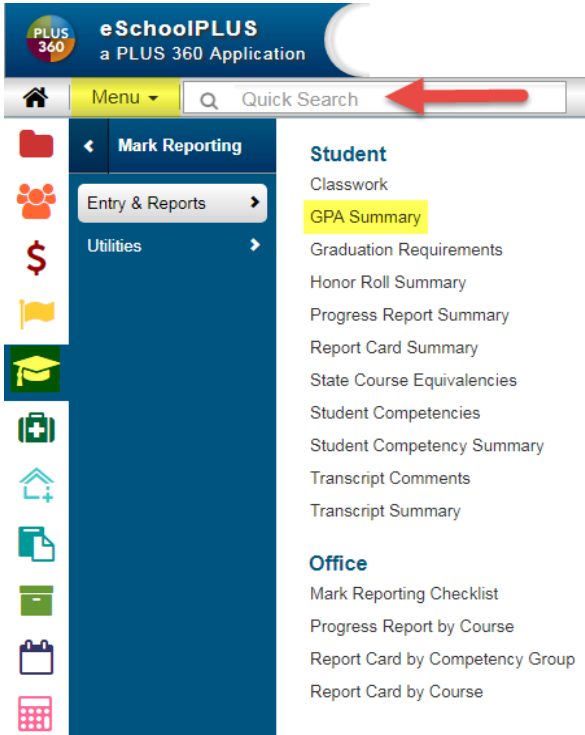 PLUS
360
eSchoolPLUS
a PLUS 360 Application
Menu
Quick Search
Mark Reporting
Entry & Reports
Utilities
Student
Classwork
GPA Summary
Graduation Requirements
Honor Roll Summary
Progress Report Summary
Report Card Summary
State Course Equivalencies
Student Competencies
Student Competency Summary
Transcript Comments
Transcript Summary
Office
Mark Reporting Checklist
Progress Report by Course
Report Card by Competency Group
Report Card by Course